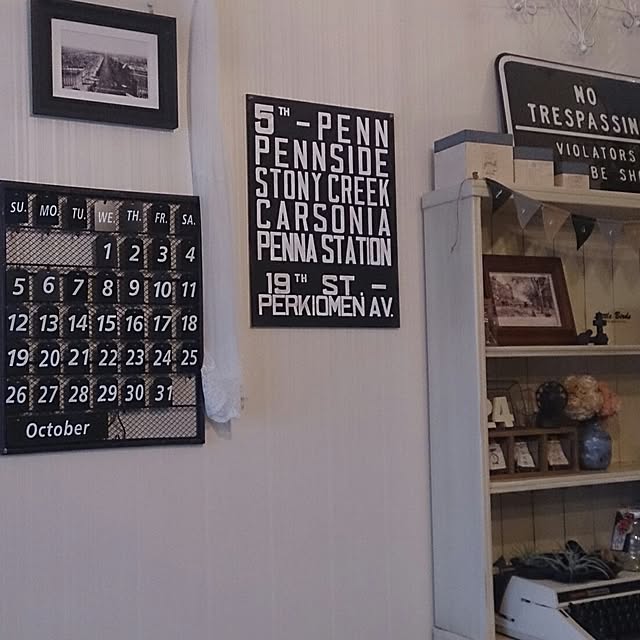 SU. MO. TU. WE. TH. FR. SA.
1 2 3 4
5 6 7 8 9 10 11
12 13 14 15 16 17 18
19 20 21 22 23 24 25
26 27 28 29 30 31
October
5TH - PENN
PENNSIDE
STONY CREEK
CARSONIA
PENNA STATION
19TH ST. -
PERKIOMEN AV.
NO
TRESPASSIN
VIOLATORS
BE SHO
24